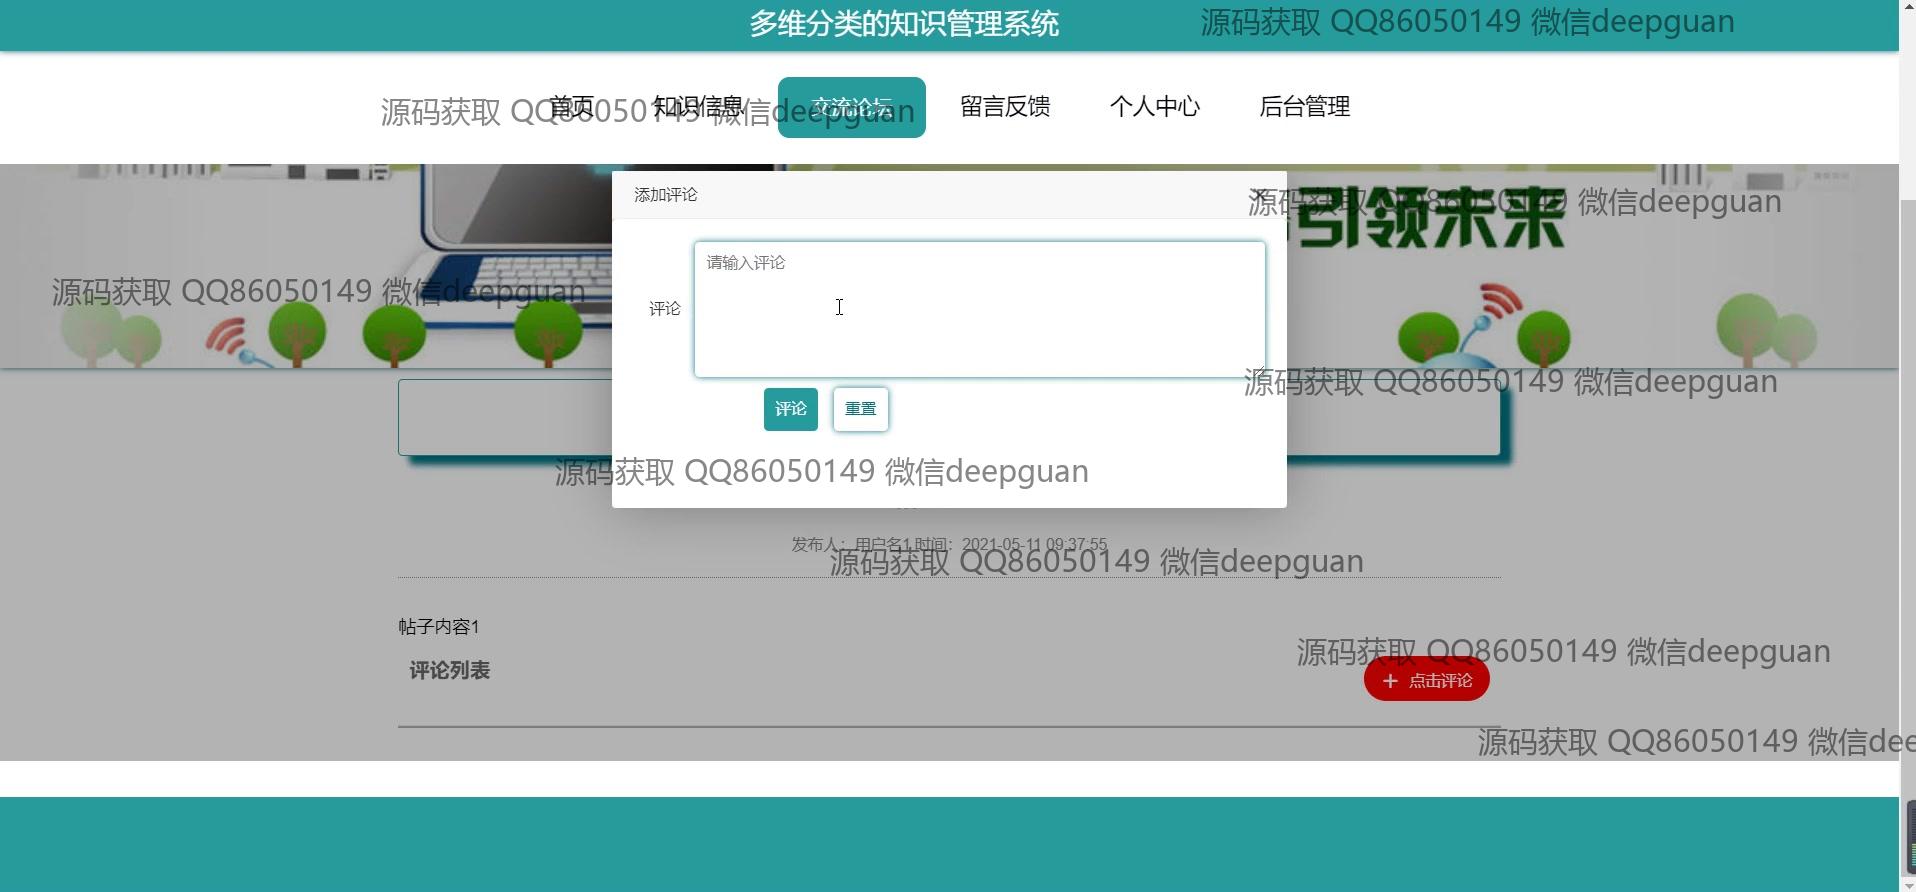 多维分类的知识管理系统
源码获取 QQ86050149 微信deepguan
首页
知识信息
交流论坛
留言反馈
个人中心
后台管理
源码获取 QQ86050149 微信deepguan
添加评论
源码获取 QQ86050149 微信deepguan
引领未来
请输入评论
源码获取 QQ86050149 微信deepguan
评论
源码获取 QQ86050149 微信deepguan
评论
重置
源码获取 QQ86050149 微信deepguan
发布人：用户名1 时间：2021-05-11 09:37:55
源码获取 QQ86050149 微信deepguan
帖子内容1
源码获取 QQ86050149 微信deepguan
评论列表
点击评论
源码获取 QQ86050149 微信dee